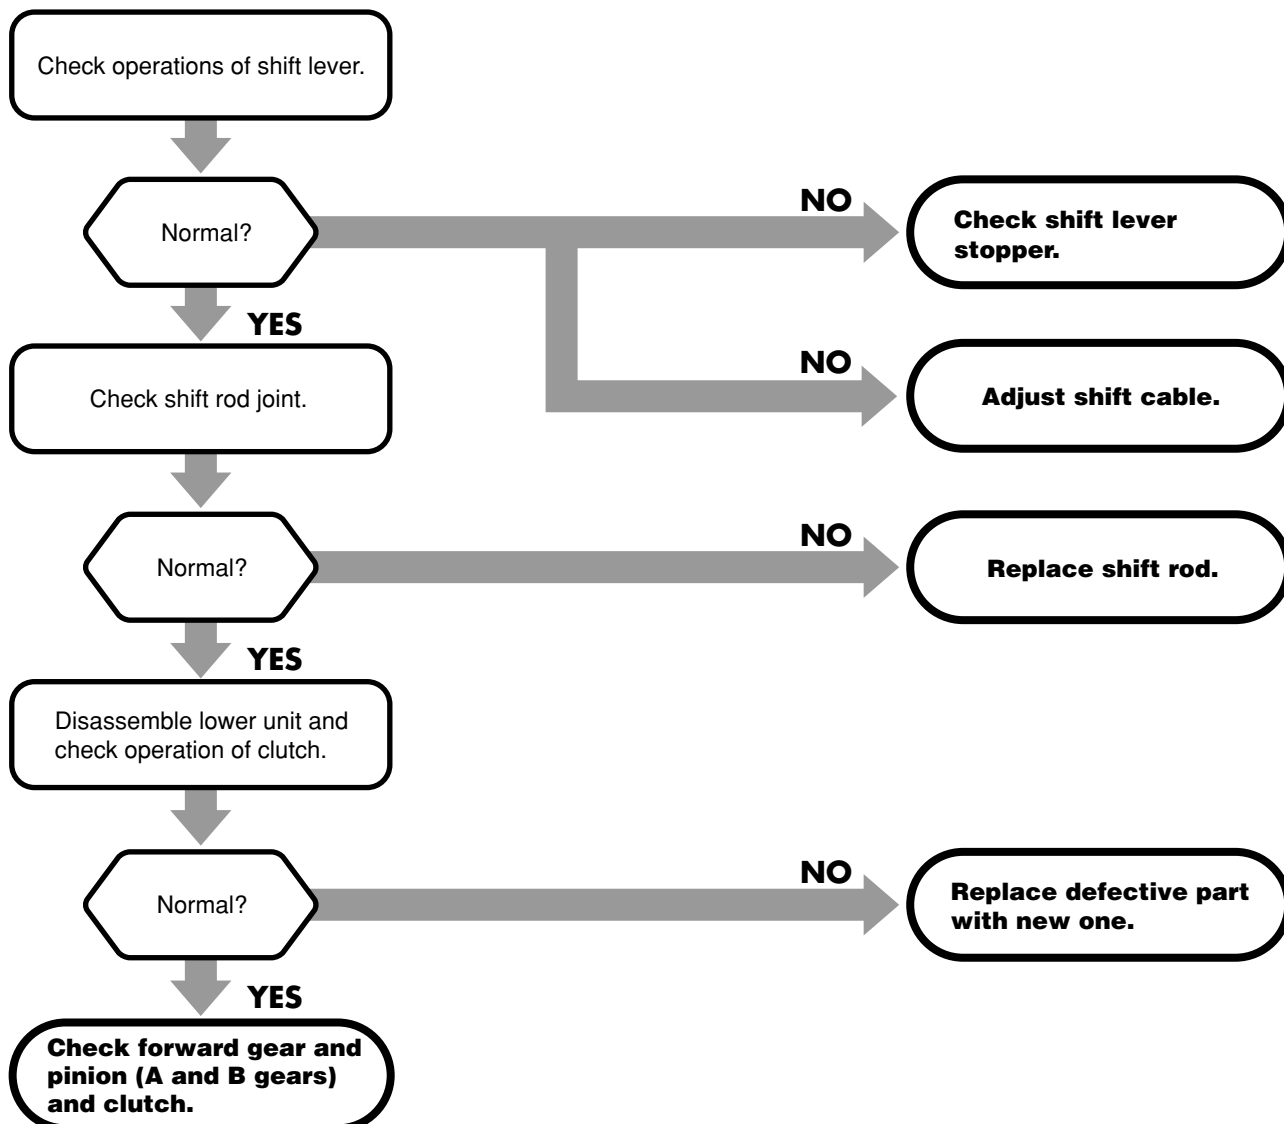 Check operations of shift lever.
Normal?
NO
Check shift lever
stopper.
YES
NO
Check shift rod joint.
Adjust shift cable.
Normal?
NO
Replace shift rod.
YES
Disassemble lower unit and
check operation of clutch.
Normal?
NO
Replace defective part
with new one.
YES
Check forward gear and
pinion (A and B gears)
and clutch.